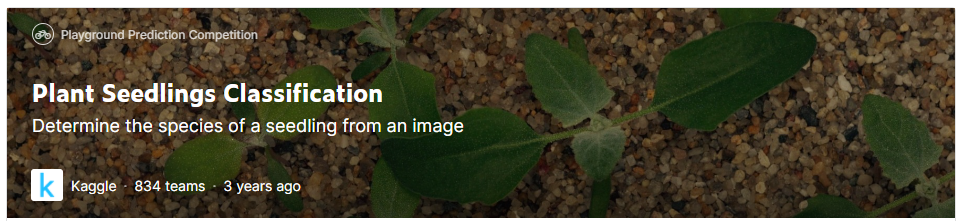 Playground Prediction Competition
Plant Seedlings Classification
Determine the species of a seedling from an image
k Kaggle · 834 teams · 3 years ago